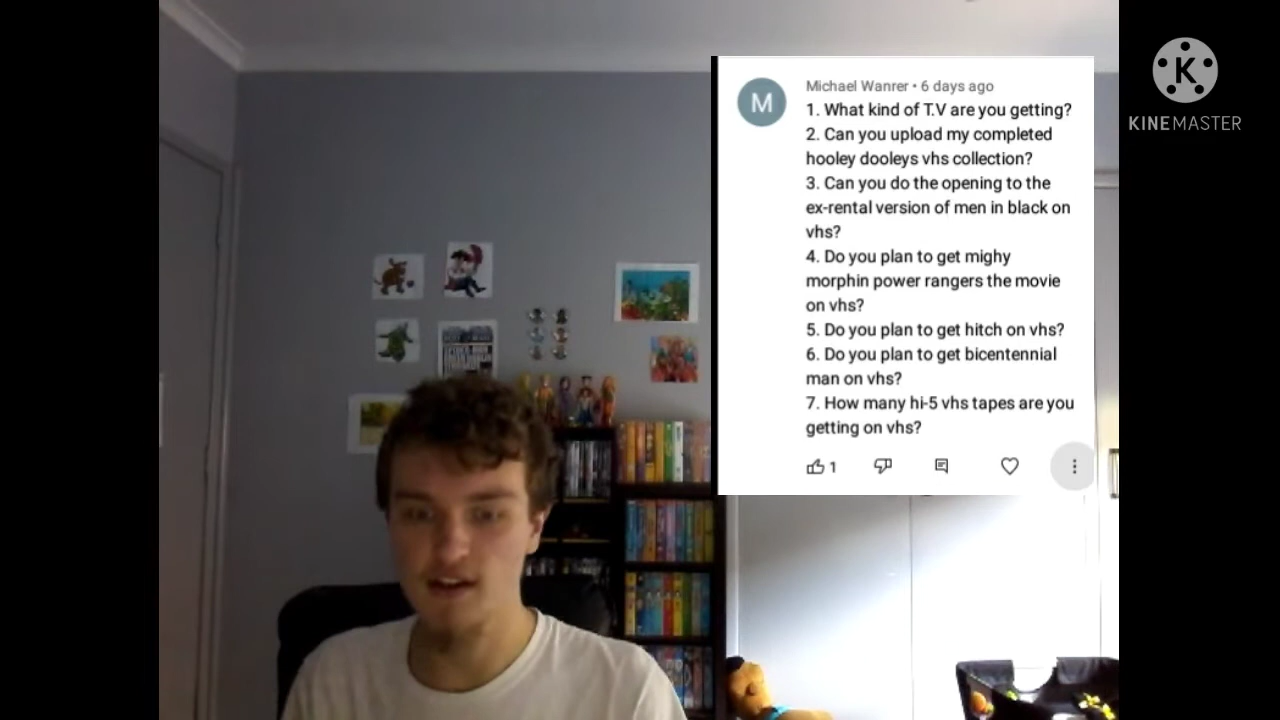 Michael Wanrer • 6 days ago
M
1. What kind of T.V are you getting?
2. Can you upload my completed
hooley dooleys vhs collection?
3. Can you do the opening to the
ex-rental version of men in black on
vhs?
4. Do you plan to get mighy
morphin power rangers the movie
on vhs?
5. Do you plan to get hitch on vhs?
6. Do you plan to get bicentennial
man on vhs?
7. How many hi-5 vhs tapes are you
getting on vhs?
1
K
KINEMASTER